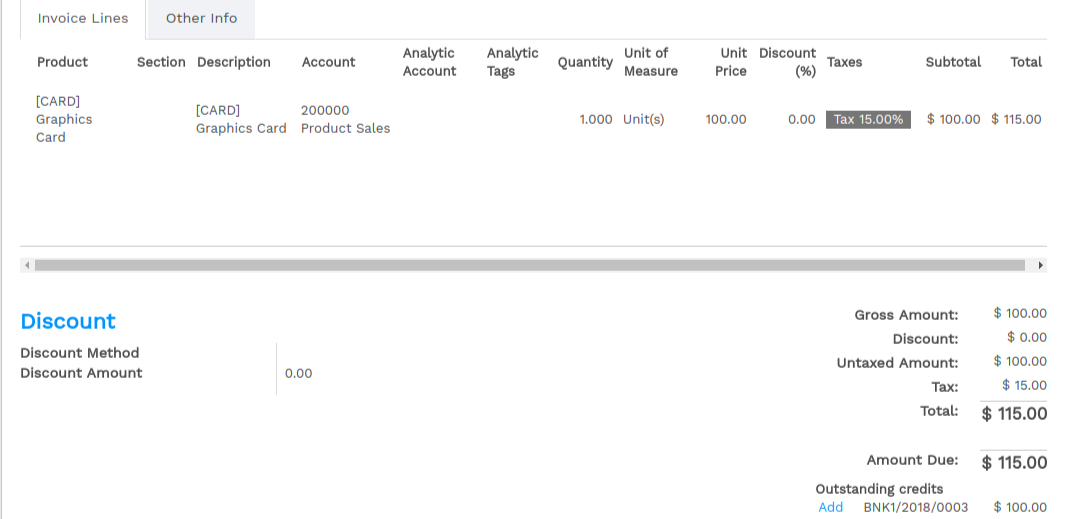 Invoice Lines Other Info
Product Section Description Account Analytic Account Analytic Tags Quantity Unit of Measure Unit Price Discount (%) Taxes Subtotal Total
[CARD] Graphics Card [CARD] Graphics Card 200000 Product Sales 1.000 Unit(s) 100.00 0.00 Tax 15.00% $ 100.00 $ 115.00
Discount
Discount Method
Discount Amount 0.00
Gross Amount: $ 100.00
Discount: $ 0.00
Untaxed Amount: $ 100.00
Tax: $ 15.00
Total: $ 115.00
Amount Due: $ 115.00
Outstanding credits
Add BNK1/2018/0003 $ 100.00